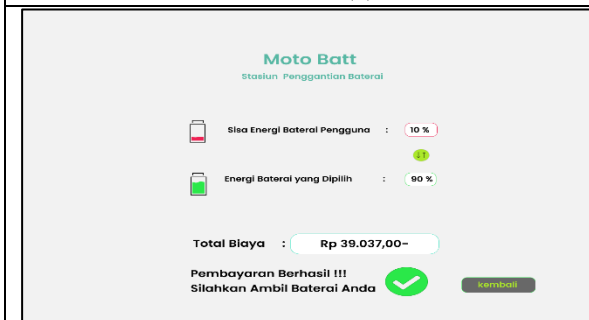 Moto Batt
Stasiun Penggantian Baterai
Sisa Energi Baterai Pengguna : 10 %
Energi Baterai yang Dipilih : 90 %
Total Biaya : Rp 39.037,00-
Pembayaran Berhasil !!!
Silahkan Ambil Baterai Anda
kembali